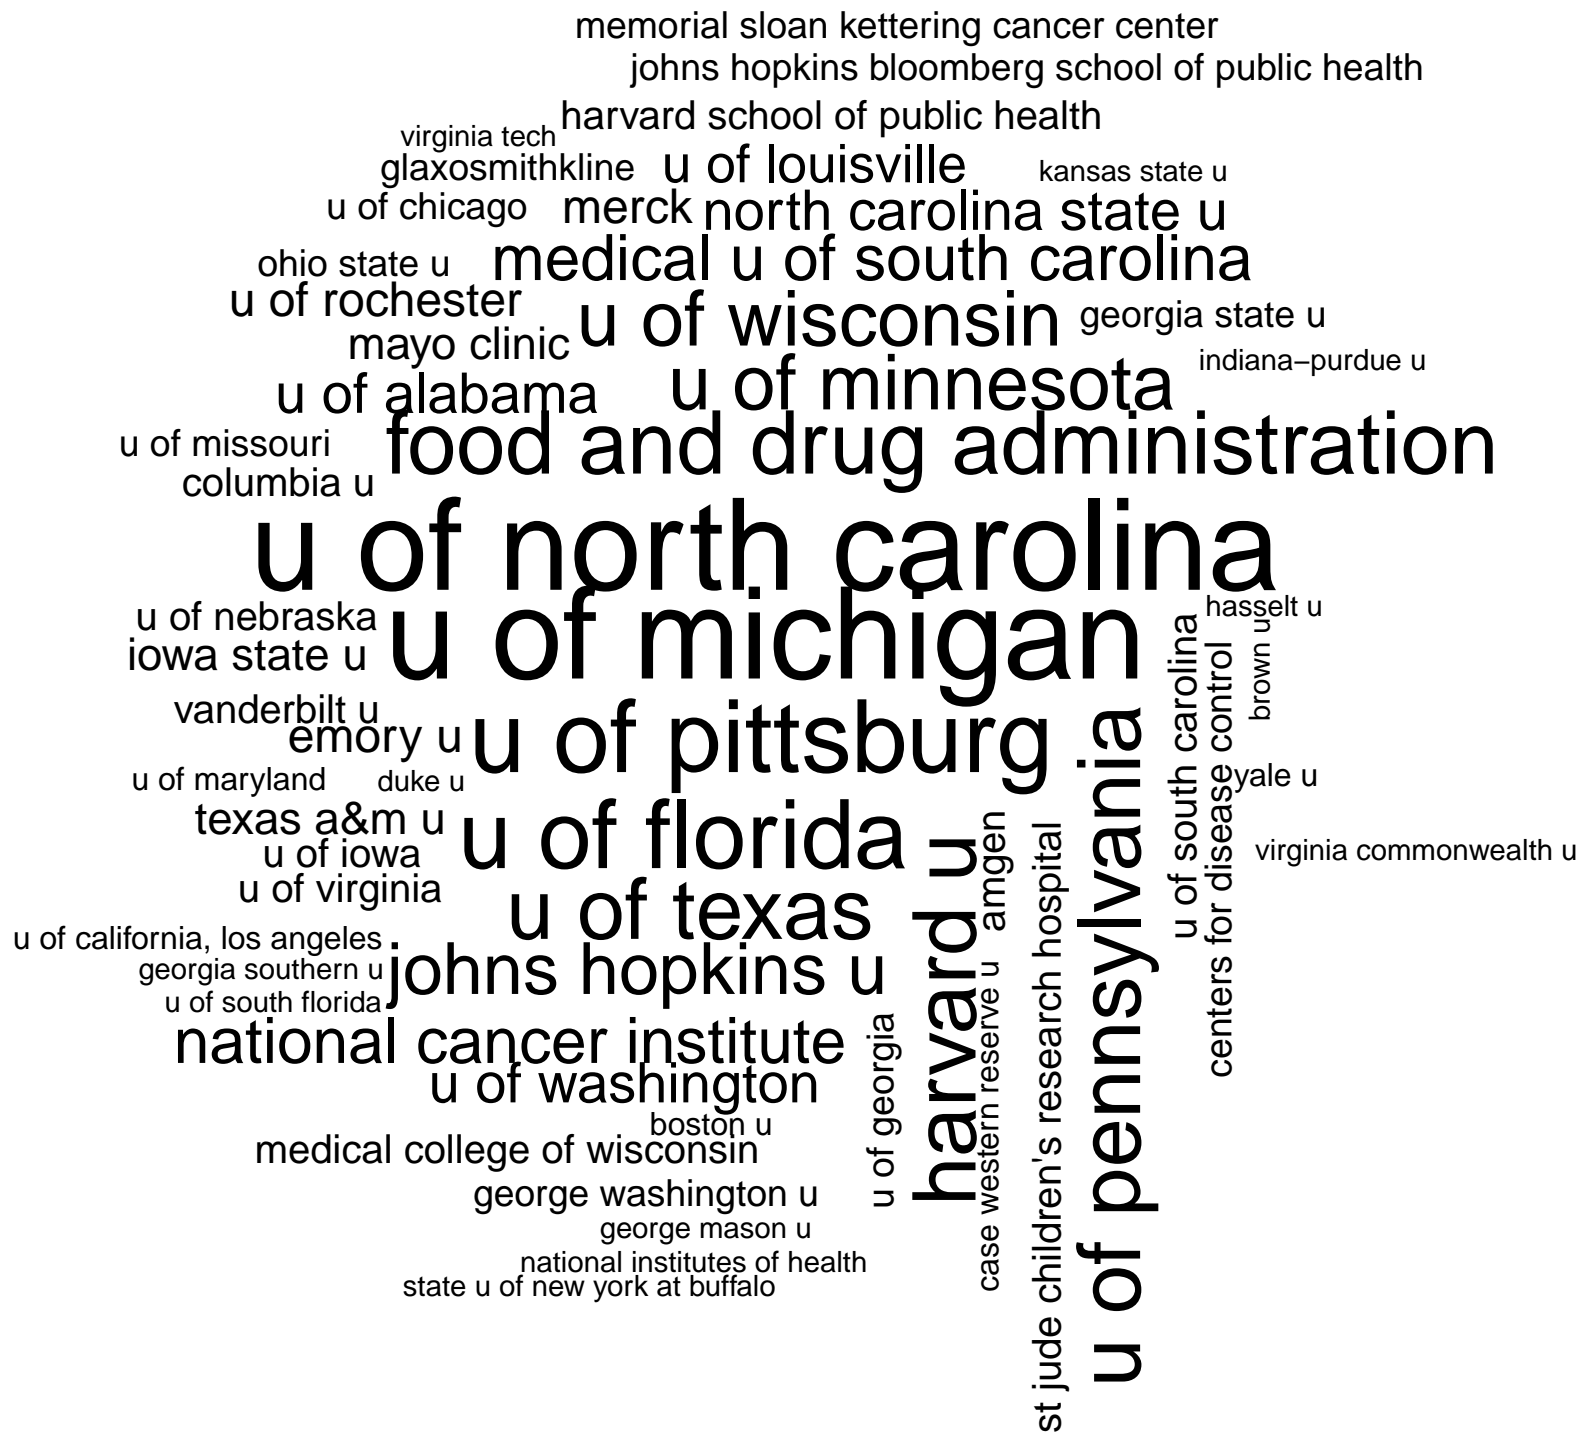 memorial sloan kettering cancer center
johns hopkins bloomberg school of public health
harvard school of public health
virginia tech
glaxosmithkline
u of louisville
kansas state u
u of chicago
merck
north carolina state u
ohio state u
medical u of south carolina
u of rochester
u of wisconsin
georgia state u
mayo clinic
indiana−purdue u
u of alabama
u of minnesota
u of missouri
food and drug administration
columbia u
u of north carolina
u of nebraska
u of michigan
hasselt u
iowa state u
u of south carolina
centers for disease control
brown u
vanderbilt u
emory u
u of pittsburg
u of maryland
duke u
yale u
texas a&m u
u of florida
u of iowa
virginia commonwealth u
u of virginia
u of texas
harvard u
amgen
st jude children's research hospital
u of pennsylvania
u of california, los angeles
georgia southern u
johns hopkins u
u of south florida
case western reserve u
national cancer institute
u of georgia
u of washington
boston u
medical college of wisconsin
george washington u
george mason u
national institutes of health
state u of new york at buffalo